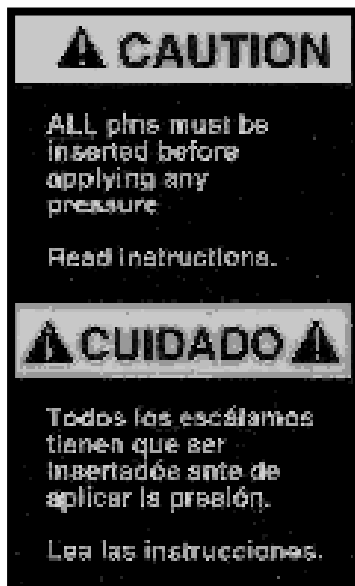 CAUTION
ALL pins must be
inserted before
applying any
pressure
Read instructions.
CUIDADO
Todos los escálamos
tienen que ser
insertadós ante de
aplicar la presión.
Lea las instrucciones.